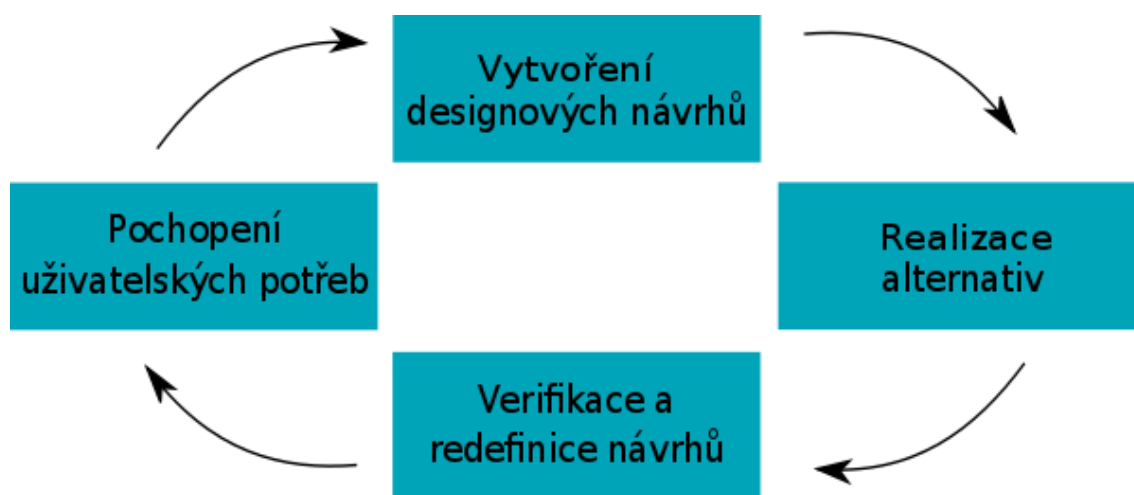 Vytvoření
designových návrhů
Pochopení
uživatelských potřeb
Realizace
alternativ
Verifikace a
redefinice návrhů